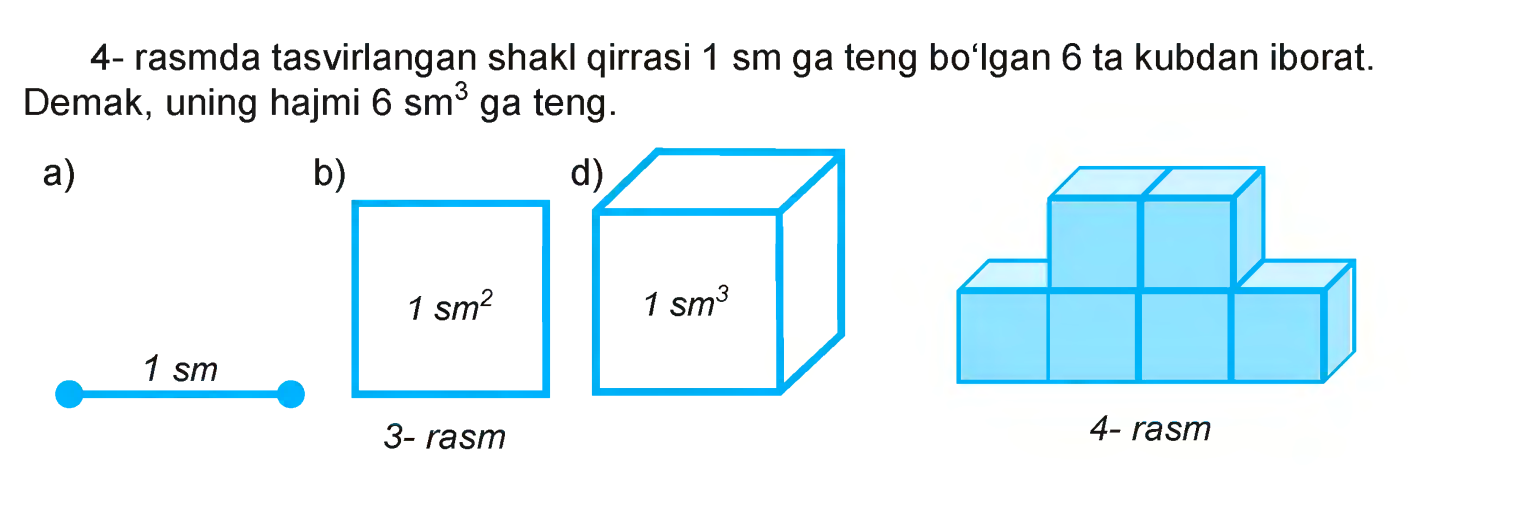 4- rasmda tasvirlangan shakl qirrasi 1 sm ga teng bo‘lgan 6 ta kubdan iborat.
Demak, uning hajmi 6 sm³ ga teng.
a)
b)
d)
1 sm
1 sm²
1 sm³
3- rasm
4- rasm